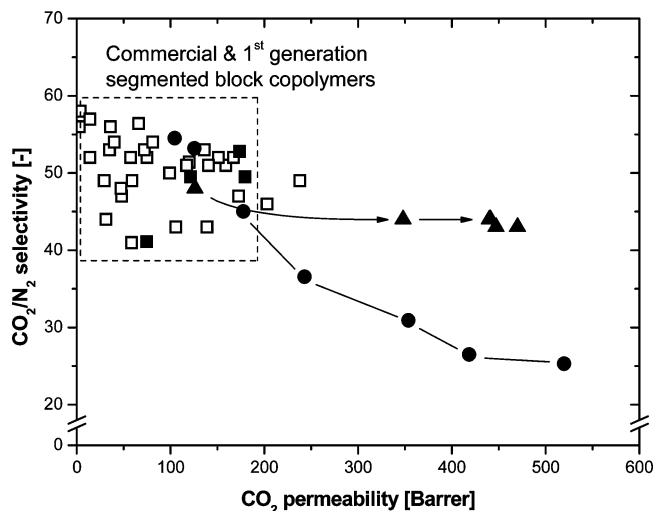 70
60
50
40
30
20
0
CO₂/N₂ selectivity [-]
Commercial & 1ˢᵗ generation
segmented block copolymers
0 100 200 300 400 500 600
CO₂ permeability [Barrer]